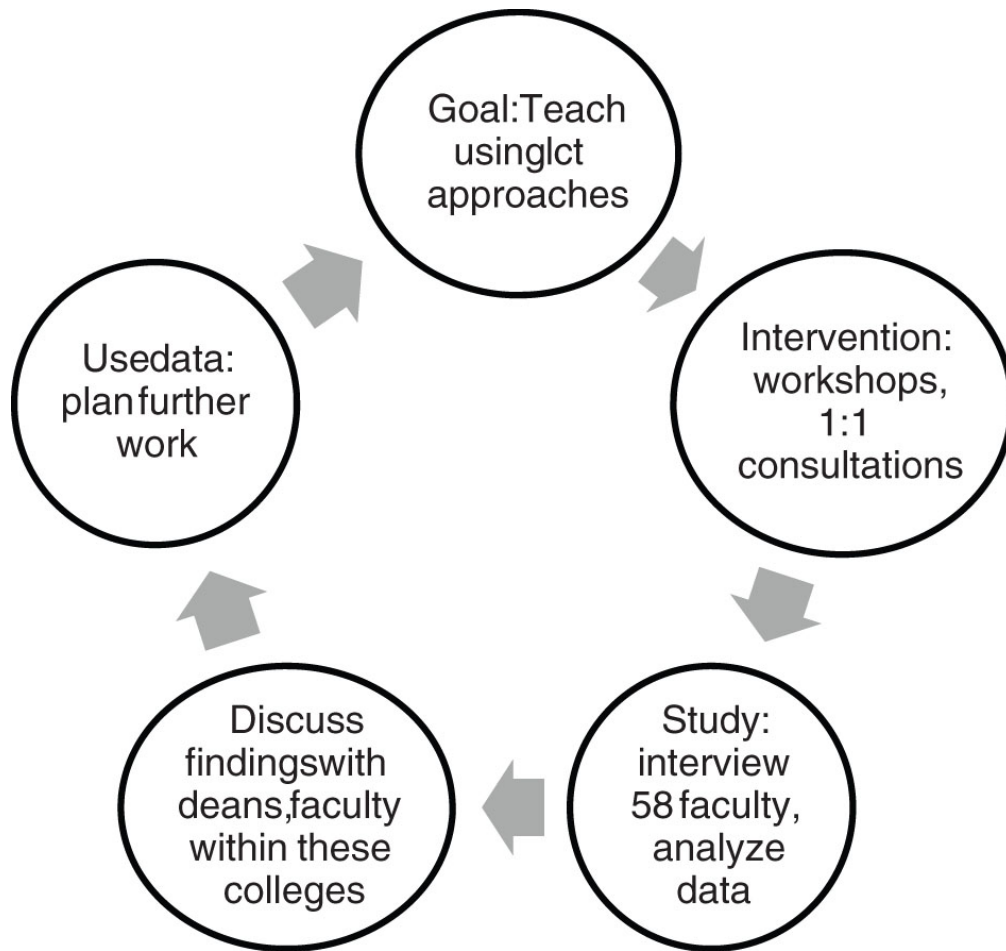 Goal:Teach
usinglct
approaches
Intervention:
workshops,
1:1
consultations
Study:
interview
58 faculty,
analyze
data
Discuss
findingswith
deans,faculty
within these
colleges
Usedata:
planfurther
work